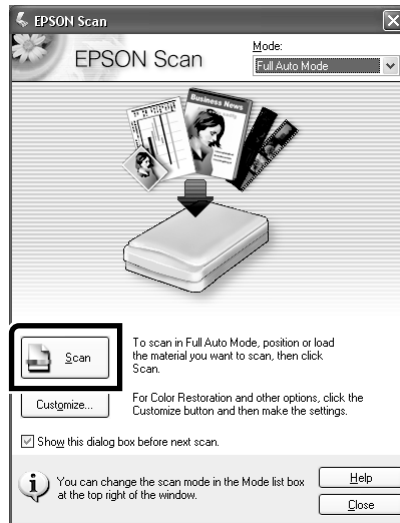 EPSON Scan
EPSON Scan
Mode:
Full Auto Mode
Business News
Scan
To scan in Full Auto Mode, position or load
the material you want to scan, then click
Scan.
Customize...
For Color Restoration and other options, click the
Customize button and then make the settings.
Show this dialog box before next scan.
You can change the scan mode in the Mode list box
at the top right of the window.
Help
Close